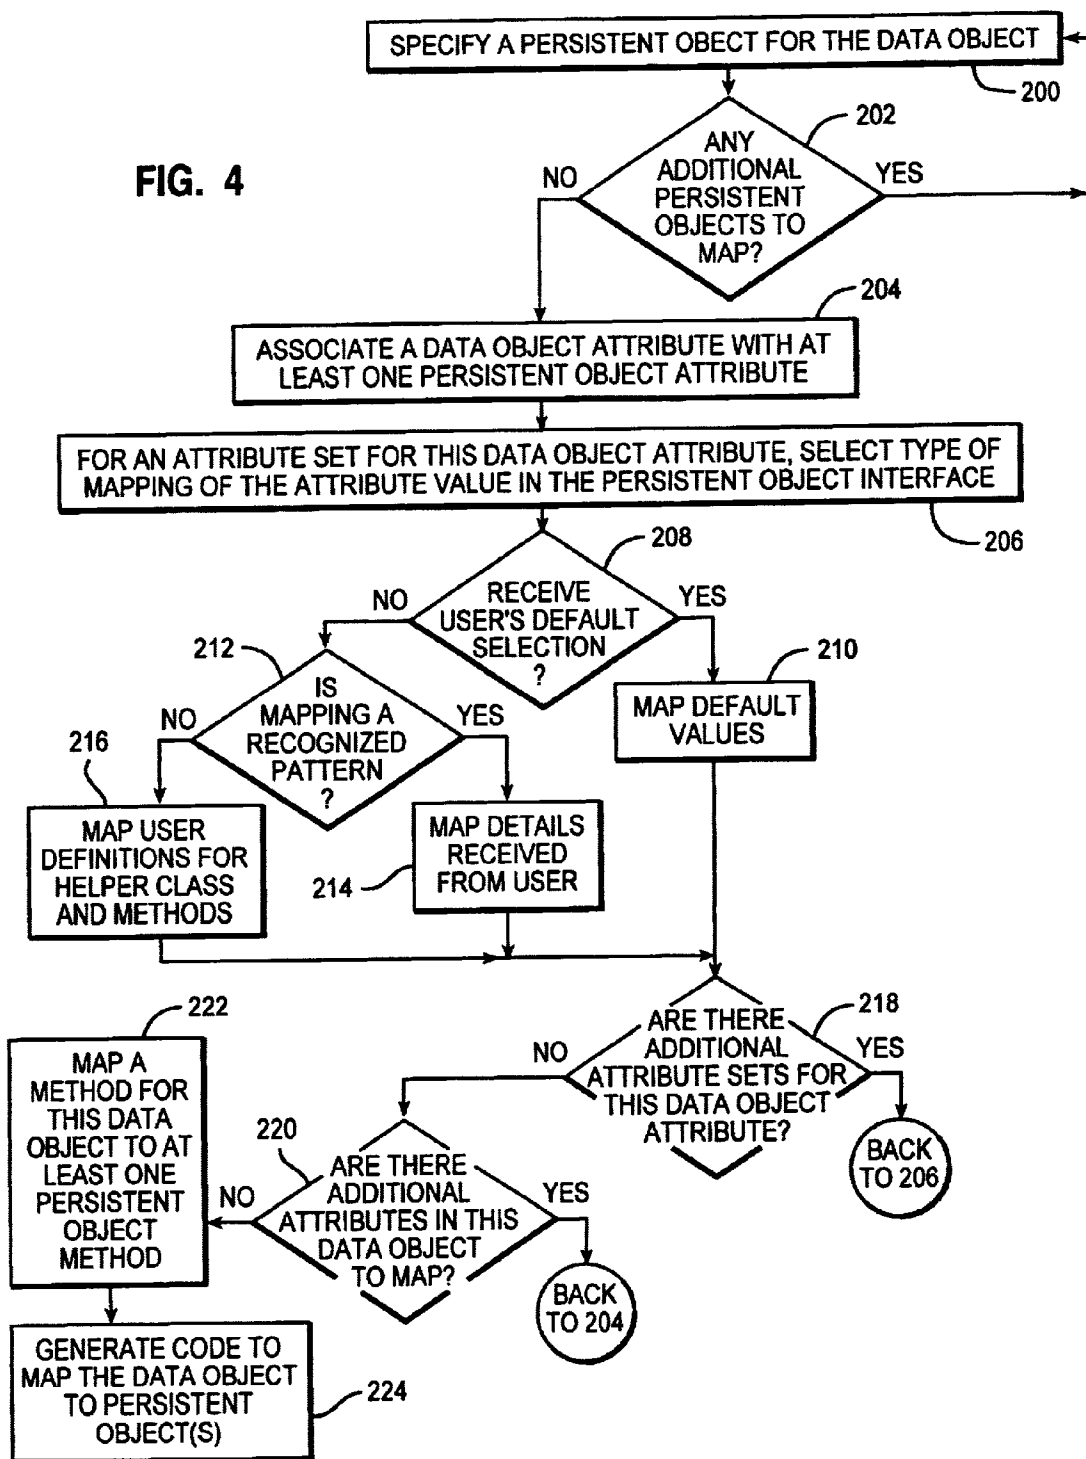 SPECIFY A PERSISTENT OBECT FOR THE DATA OBJECT
200
202
FIG. 4
ANY
ADDITIONAL
PERSISTENT
OBJECTS TO
MAP?
NO
YES
204
ASSOCIATE A DATA OBJECT ATTRIBUTE WITH AT
LEAST ONE PERSISTENT OBJECT ATTRIBUTE
FOR AN ATTRIBUTE SET FOR THIS DATA OBJECT ATTRIBUTE, SELECT TYPE OF
MAPPING OF THE ATTRIBUTE VALUE IN THE PERSISTENT OBJECT INTERFACE
206
208
RECEIVE
USER'S DEFAULT
SELECTION
?
NO
YES
212
210
IS
MAPPING A
RECOGNIZED
PATTERN
?
NO
YES
MAP DEFAULT
VALUES
216
MAP USER
DEFINITIONS FOR
HELPER CLASS
AND METHODS
MAP DETAILS
RECEIVED
FROM USER
214
218
ARE THERE
ADDITIONAL
ATTRIBUTE SETS FOR
THIS DATA OBJECT
ATTRIBUTE?
NO
YES
BACK
TO 206
222
MAP A
METHOD FOR
THIS DATA
OBJECT TO AT
LEAST ONE
PERSISTENT
OBJECT
METHOD
220
ARE THERE
ADDITIONAL
ATTRIBUTES IN THIS
DATA OBJECT
TO MAP?
NO
YES
BACK
TO 204
GENERATE CODE TO
MAP THE DATA OBJECT
TO PERSISTENT
OBJECT(S)
224